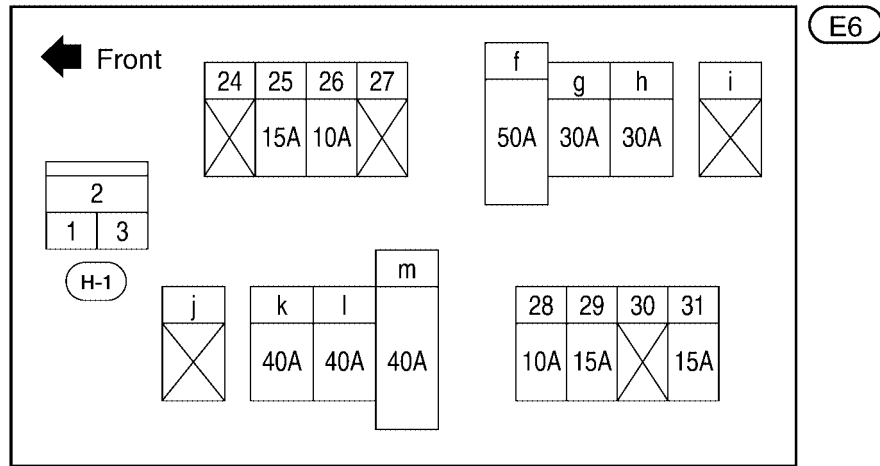 E6
Front
24 25 26 27
15A 10A
f
g h
i
50A 30A 30A
2
1 3
H-1
j
k l
m
40A 40A 40A
28 29 30 31
10A 15A 15A